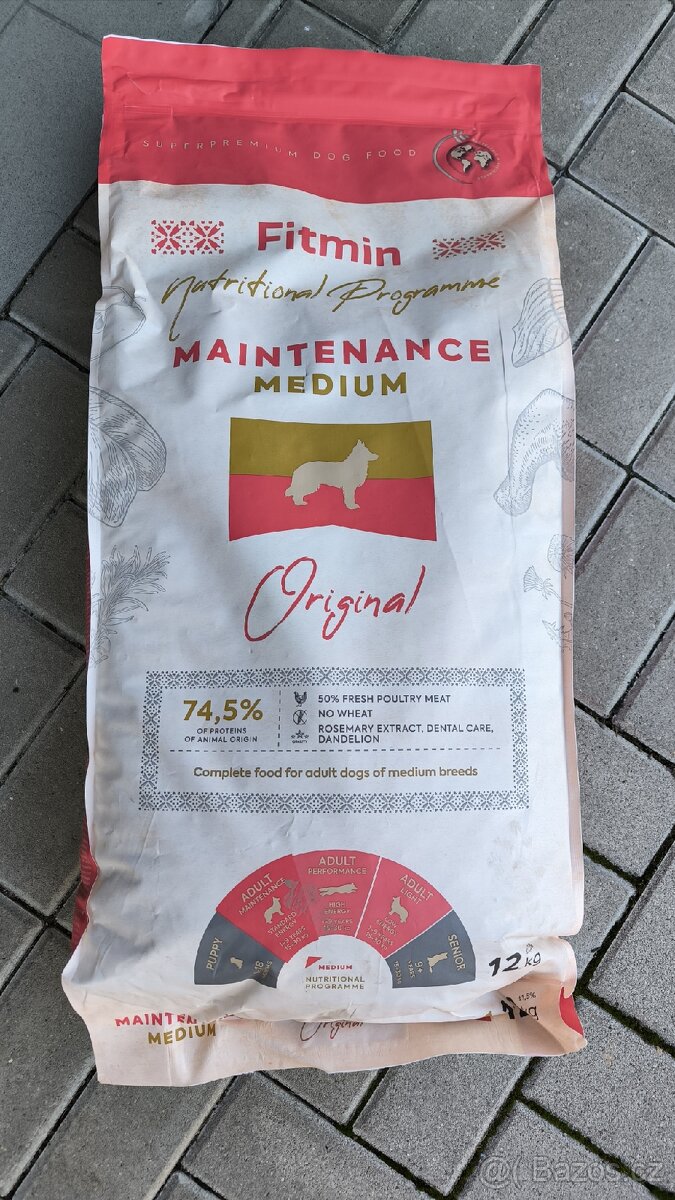 SUPERPREMIUM DOG FOOD
Fitmin
Nutritional Programme
MAINTENANCE
MEDIUM
Original
74,5%
OF PROTEINS
OF ANIMAL ORIGIN
50% FRESH POULTRY MEAT
NO WHEAT
ROSEMARY EXTRACT, DENTAL CARE,
DANDELION
Complete food for adult dogs of medium breeds
PUPPY
ADULT
MAINTENANCE
STANDARD
ENERGY
ADULT
PERFORMANCE
HIGH
ENERGY
ADULT
LIGHT
SENIOR
MEDIUM
NUTRITIONAL
PROGRAMME
12 kg
MEDIUM
Original
@( Bazos.cz